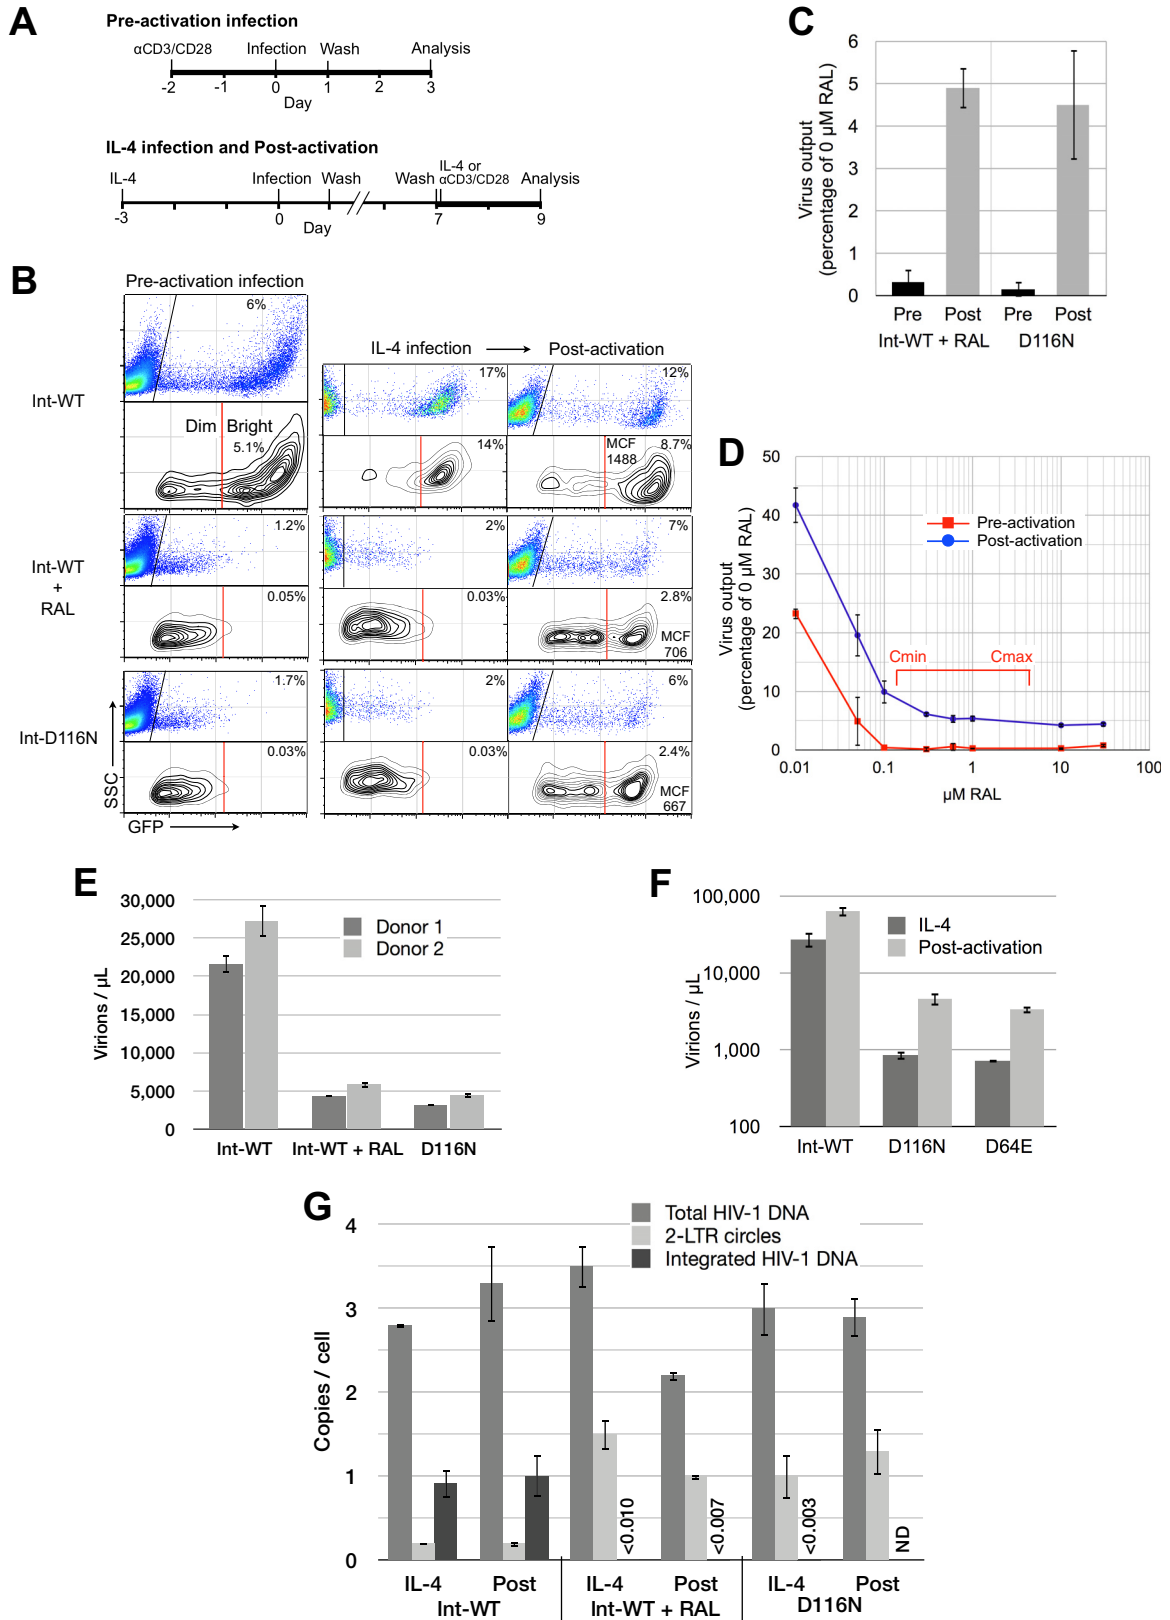 A
Pre-activation infection
αCD3/CD28 Infection Wash Analysis
-2 -1 0 1 2 3
Day
IL-4 infection and Post-activation
IL-4 Infection Wash Wash IL-4 or αCD3/CD28 Analysis
-3 0 7 9
Day
B
Pre-activation infection
IL-4 infection Post-activation
Int-WT
6%
17%
12%
Dim Bright
5.1%
14%
MCF 8.7%
1488
Int-WT
+
RAL
1.2%
2%
7%
0.05%
0.03%
2.8%
MCF
706
Int-D116N
1.7%
2%
6%
0.03%
0.03%
2.4%
MCF
667
SSC
GFP
C
Virus output
(percentage of 0 µM RAL)
6
5
4
3
2
1
0
Pre Post Pre Post
Int-WT + RAL D116N
D
Virus output
(percentage of 0 µM RAL)
50
40
30
20
10
0
Pre-activation
Post-activation
Cmin Cmax
0.01 0.1 1 10 100
µM RAL
E
Virions / µL
30,000
25,000
20,000
15,000
10,000
5,000
0
Donor 1
Donor 2
Int-WT Int-WT + RAL D116N
F
Virions / µL
100,000
10,000
1,000
100
IL-4
Post-activation
Int-WT D116N D64E
G
Copies / cell
4
3
2
1
0
Total HIV-1 DNA
2-LTR circles
Integrated HIV-1 DNA
<0.010
<0.007
<0.003
ND
IL-4 Post IL-4 Post IL-4 Post
Int-WT Int-WT + RAL D116N